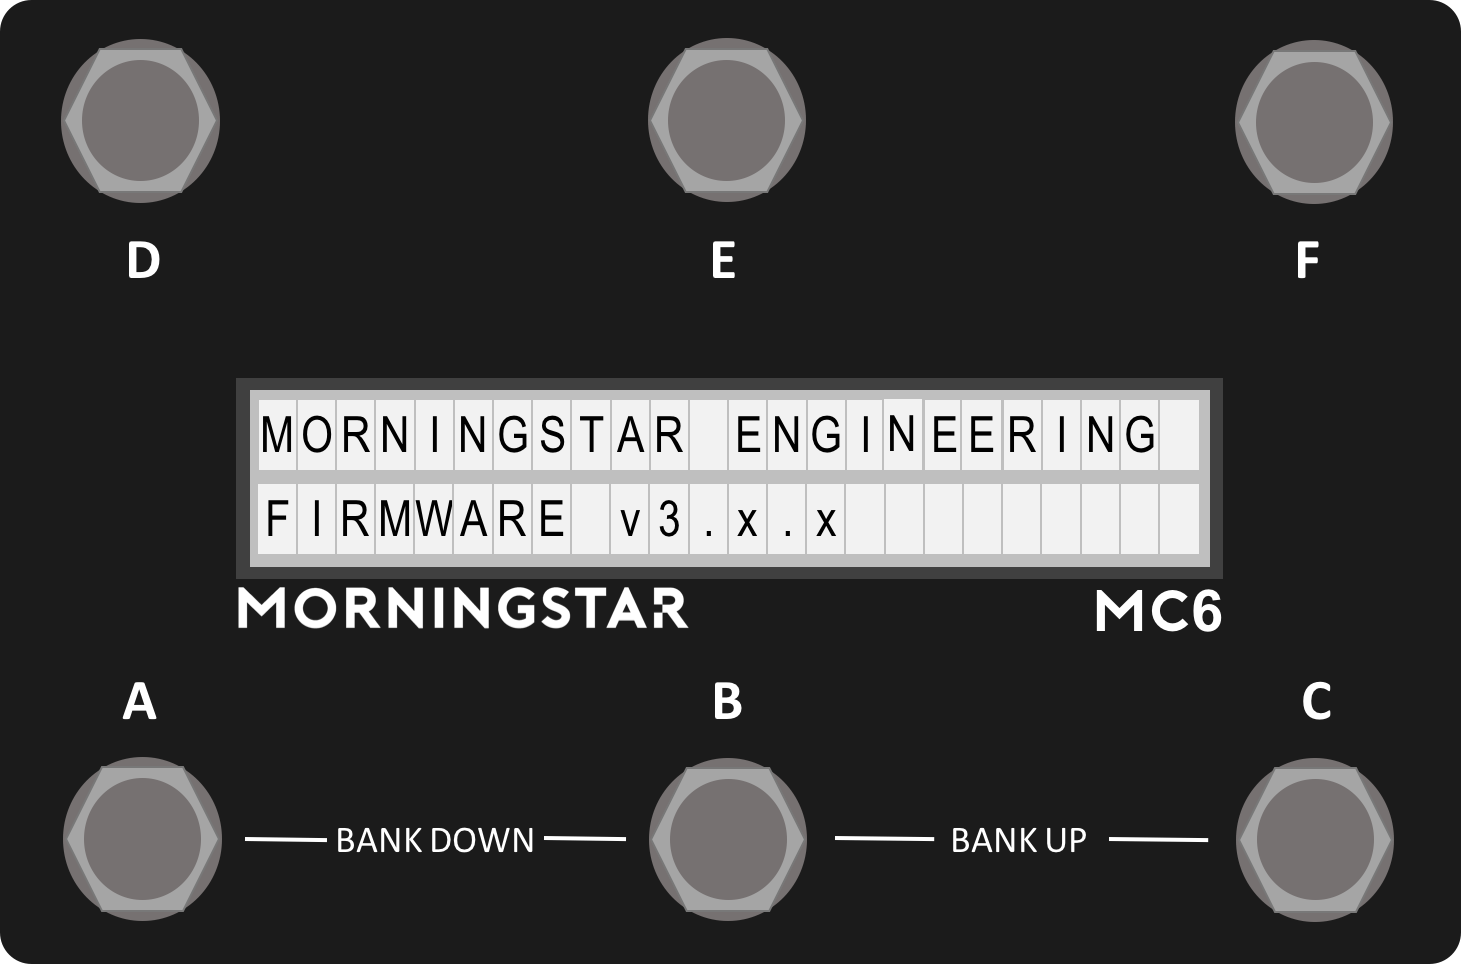 D E F
MORNINGSTAR ENGINEERING
FIRMWARE v3.x.x
MORNINGSTAR MC6
A B C
BANK DOWN BANK UP